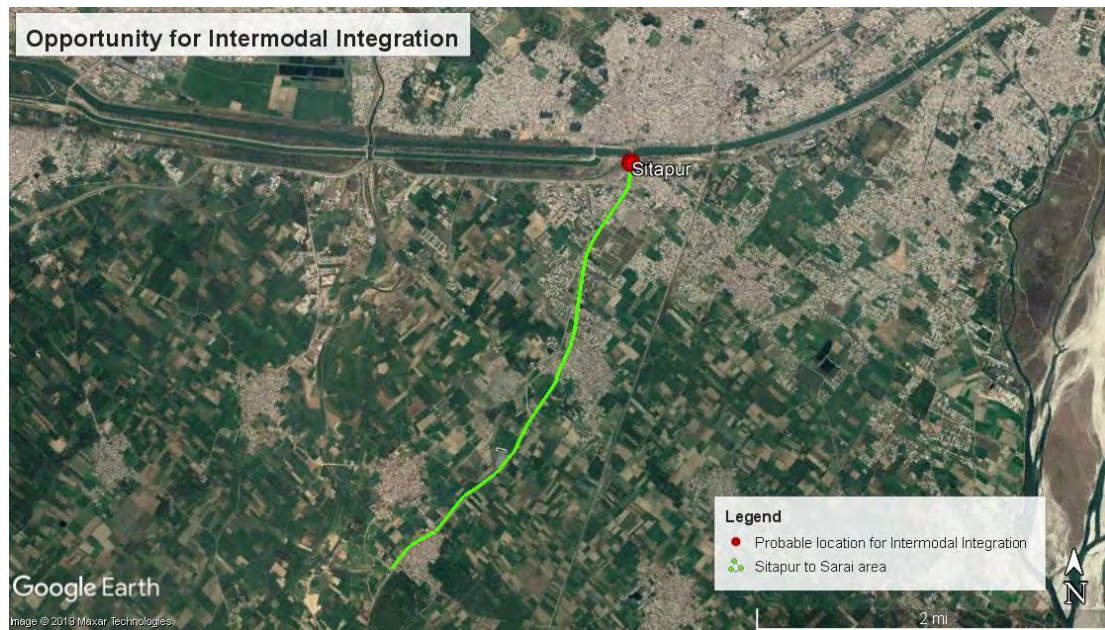 Opportunity for Intermodal Integration
Sitapur
Legend
Probable location for Intermodal Integration
Sitapur to Sarai area
Google Earth
Image © 2019 Maxar Technologies
N
2 mi